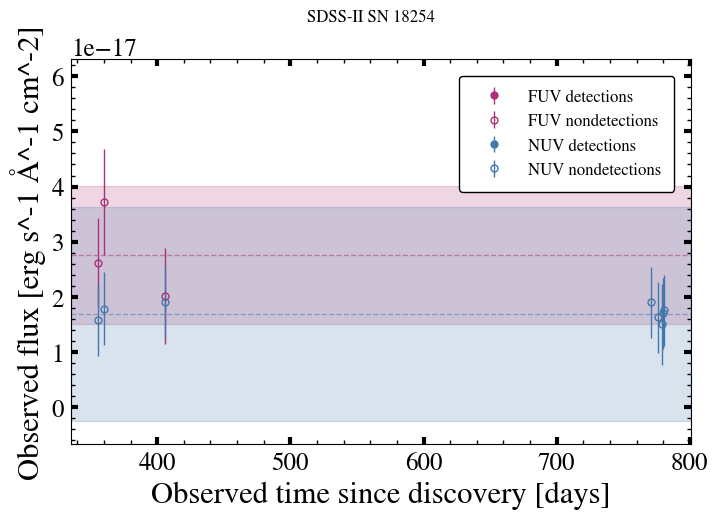 SDSS-II SN 18254
1e−17
Observed flux [erg s^-1 Å^-1 cm^-2]
6
5
4
3
2
1
0
FUV detections
FUV nondetections
NUV detections
NUV nondetections
400 500 600 700 800
Observed time since discovery [days]